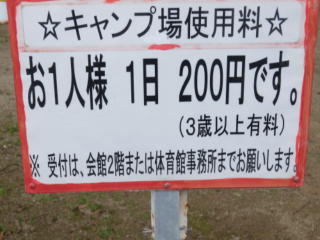 ☆キャンプ場使用料☆
お1人様 1日 200円です。
(3歳以上有料)
※ 受付は、会館2階または体育館事務所までお願いします。